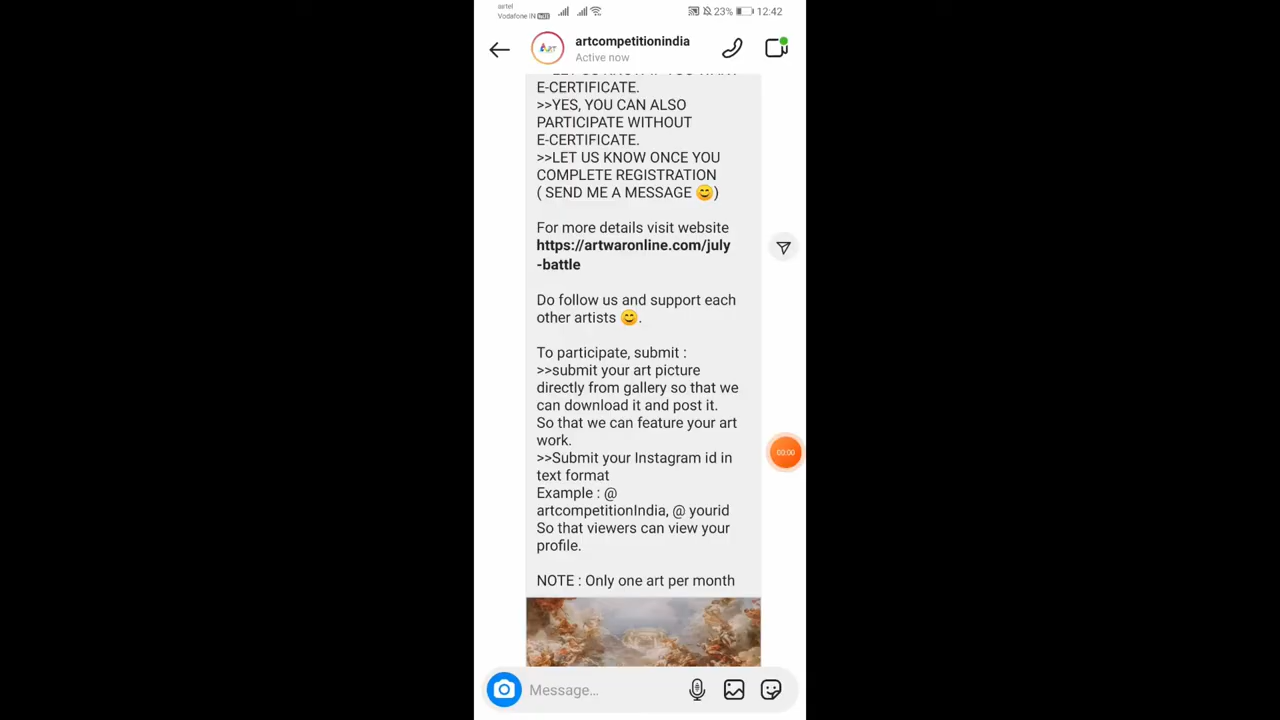 airtel
Vodafone IN VoLTE
23% 12:42
artcompetitionindia
Active now
E-CERTIFICATE.
>>YES, YOU CAN ALSO
PARTICIPATE WITHOUT
E-CERTIFICATE.
>>LET US KNOW ONCE YOU
COMPLETE REGISTRATION
( SEND ME A MESSAGE 😊)
For more details visit website
https://artwaronline.com/july
-battle
Do follow us and support each
other artists 😊.
To participate, submit :
>>submit your art picture
directly from gallery so that we
can download it and post it.
So that we can feature your art
work.
>>Submit your Instagram id in
text format
Example : @
artcompetitionIndia, @ yourid
So that viewers can view your
profile.
NOTE : Only one art per month
00:00
Message...